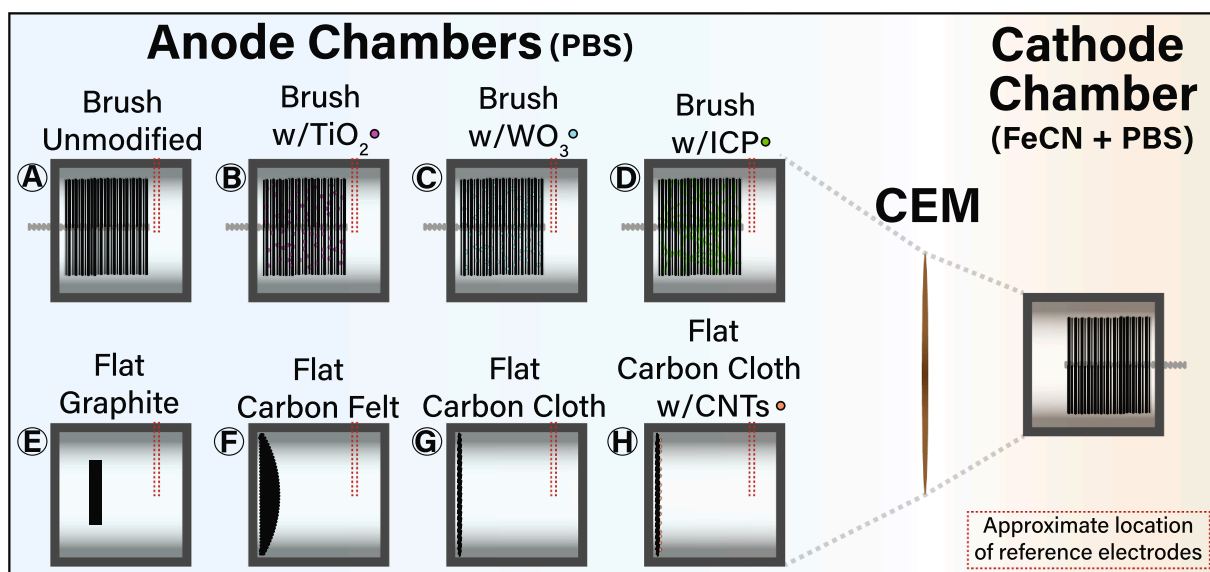 Anode Chambers (PBS)
Cathode
Chamber
(FeCN + PBS)
Brush
Unmodified
Brush
w/TiO₂
Brush
w/WO₃
Brush
w/ICP
A
B
C
D
CEM
Flat
Graphite
Flat
Carbon Felt
Flat
Carbon Cloth
Flat
Carbon Cloth
w/CNTs
E
F
G
H
Approximate location
of reference electrodes